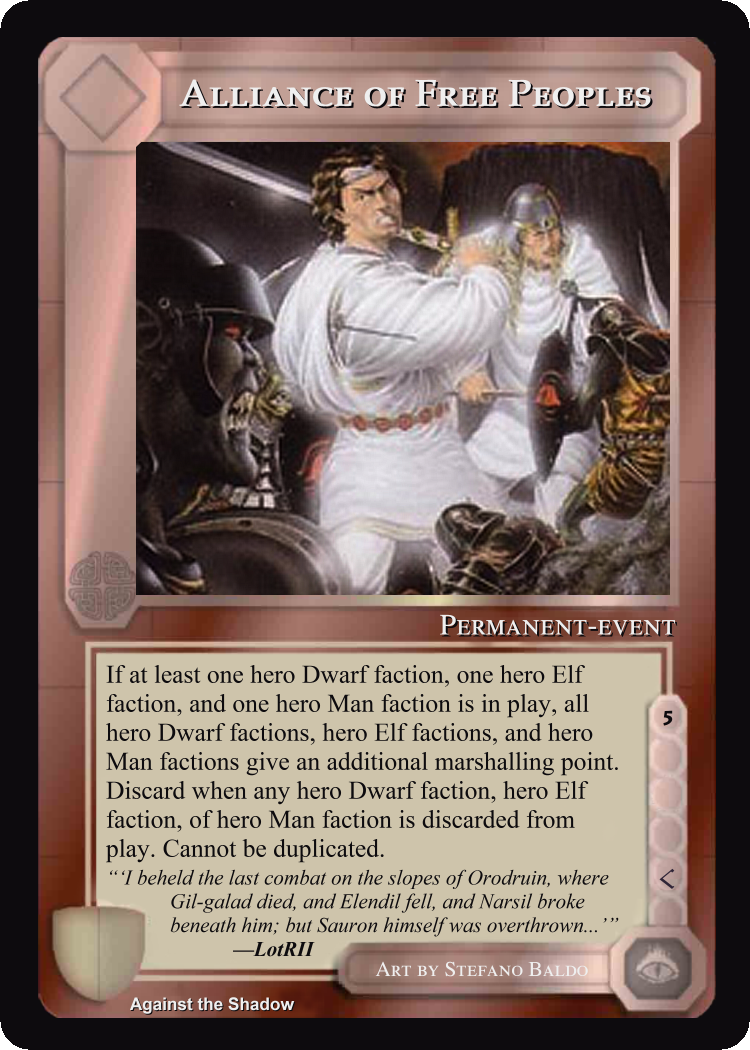 Alliance of Free Peoples
Permanent-event
If at least one hero Dwarf faction, one hero Elf
faction, and one hero Man faction is in play, all
hero Dwarf factions, hero Elf factions, and hero
Man factions give an additional marshalling point.
Discard when any hero Dwarf faction, hero Elf
faction, of hero Man faction is discarded from
play. Cannot be duplicated.
“‘I beheld the last combat on the slopes of Orodruin, where
Gil-galad died, and Elendil fell, and Narsil broke
beneath him; but Sauron himself was overthrown...’”
—LotRII
5
<
Art by Stefano Baldo
Against the Shadow